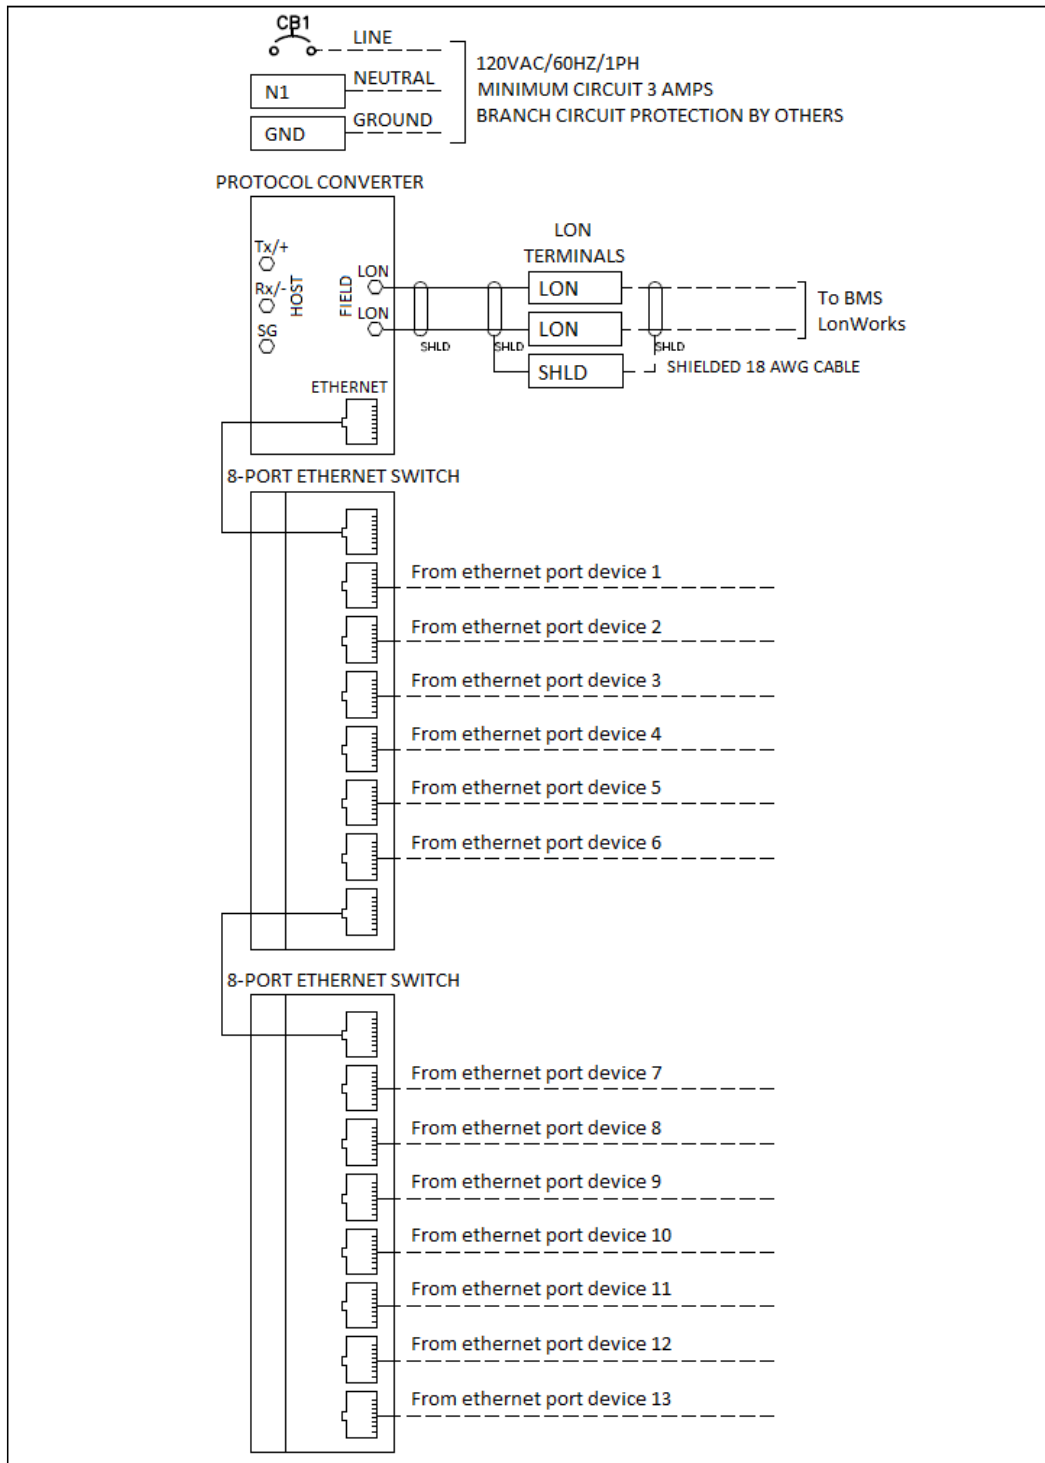 CB1
LINE
NEUTRAL
N1
GROUND
GND
120VAC/60HZ/1PH
MINIMUM CIRCUIT 3 AMPS
BRANCH CIRCUIT PROTECTION BY OTHERS
PROTOCOL CONVERTER
Tx/+
Rx/-
SG
HOST
FIELD
LON
LON
ETHERNET
SHLD
SHLD
SHLD
LON
TERMINALS
LON
LON
SHLD
To BMS
LonWorks
SHIELDED 18 AWG CABLE
8-PORT ETHERNET SWITCH
From ethernet port device 1
From ethernet port device 2
From ethernet port device 3
From ethernet port device 4
From ethernet port device 5
From ethernet port device 6
8-PORT ETHERNET SWITCH
From ethernet port device 7
From ethernet port device 8
From ethernet port device 9
From ethernet port device 10
From ethernet port device 11
From ethernet port device 12
From ethernet port device 13